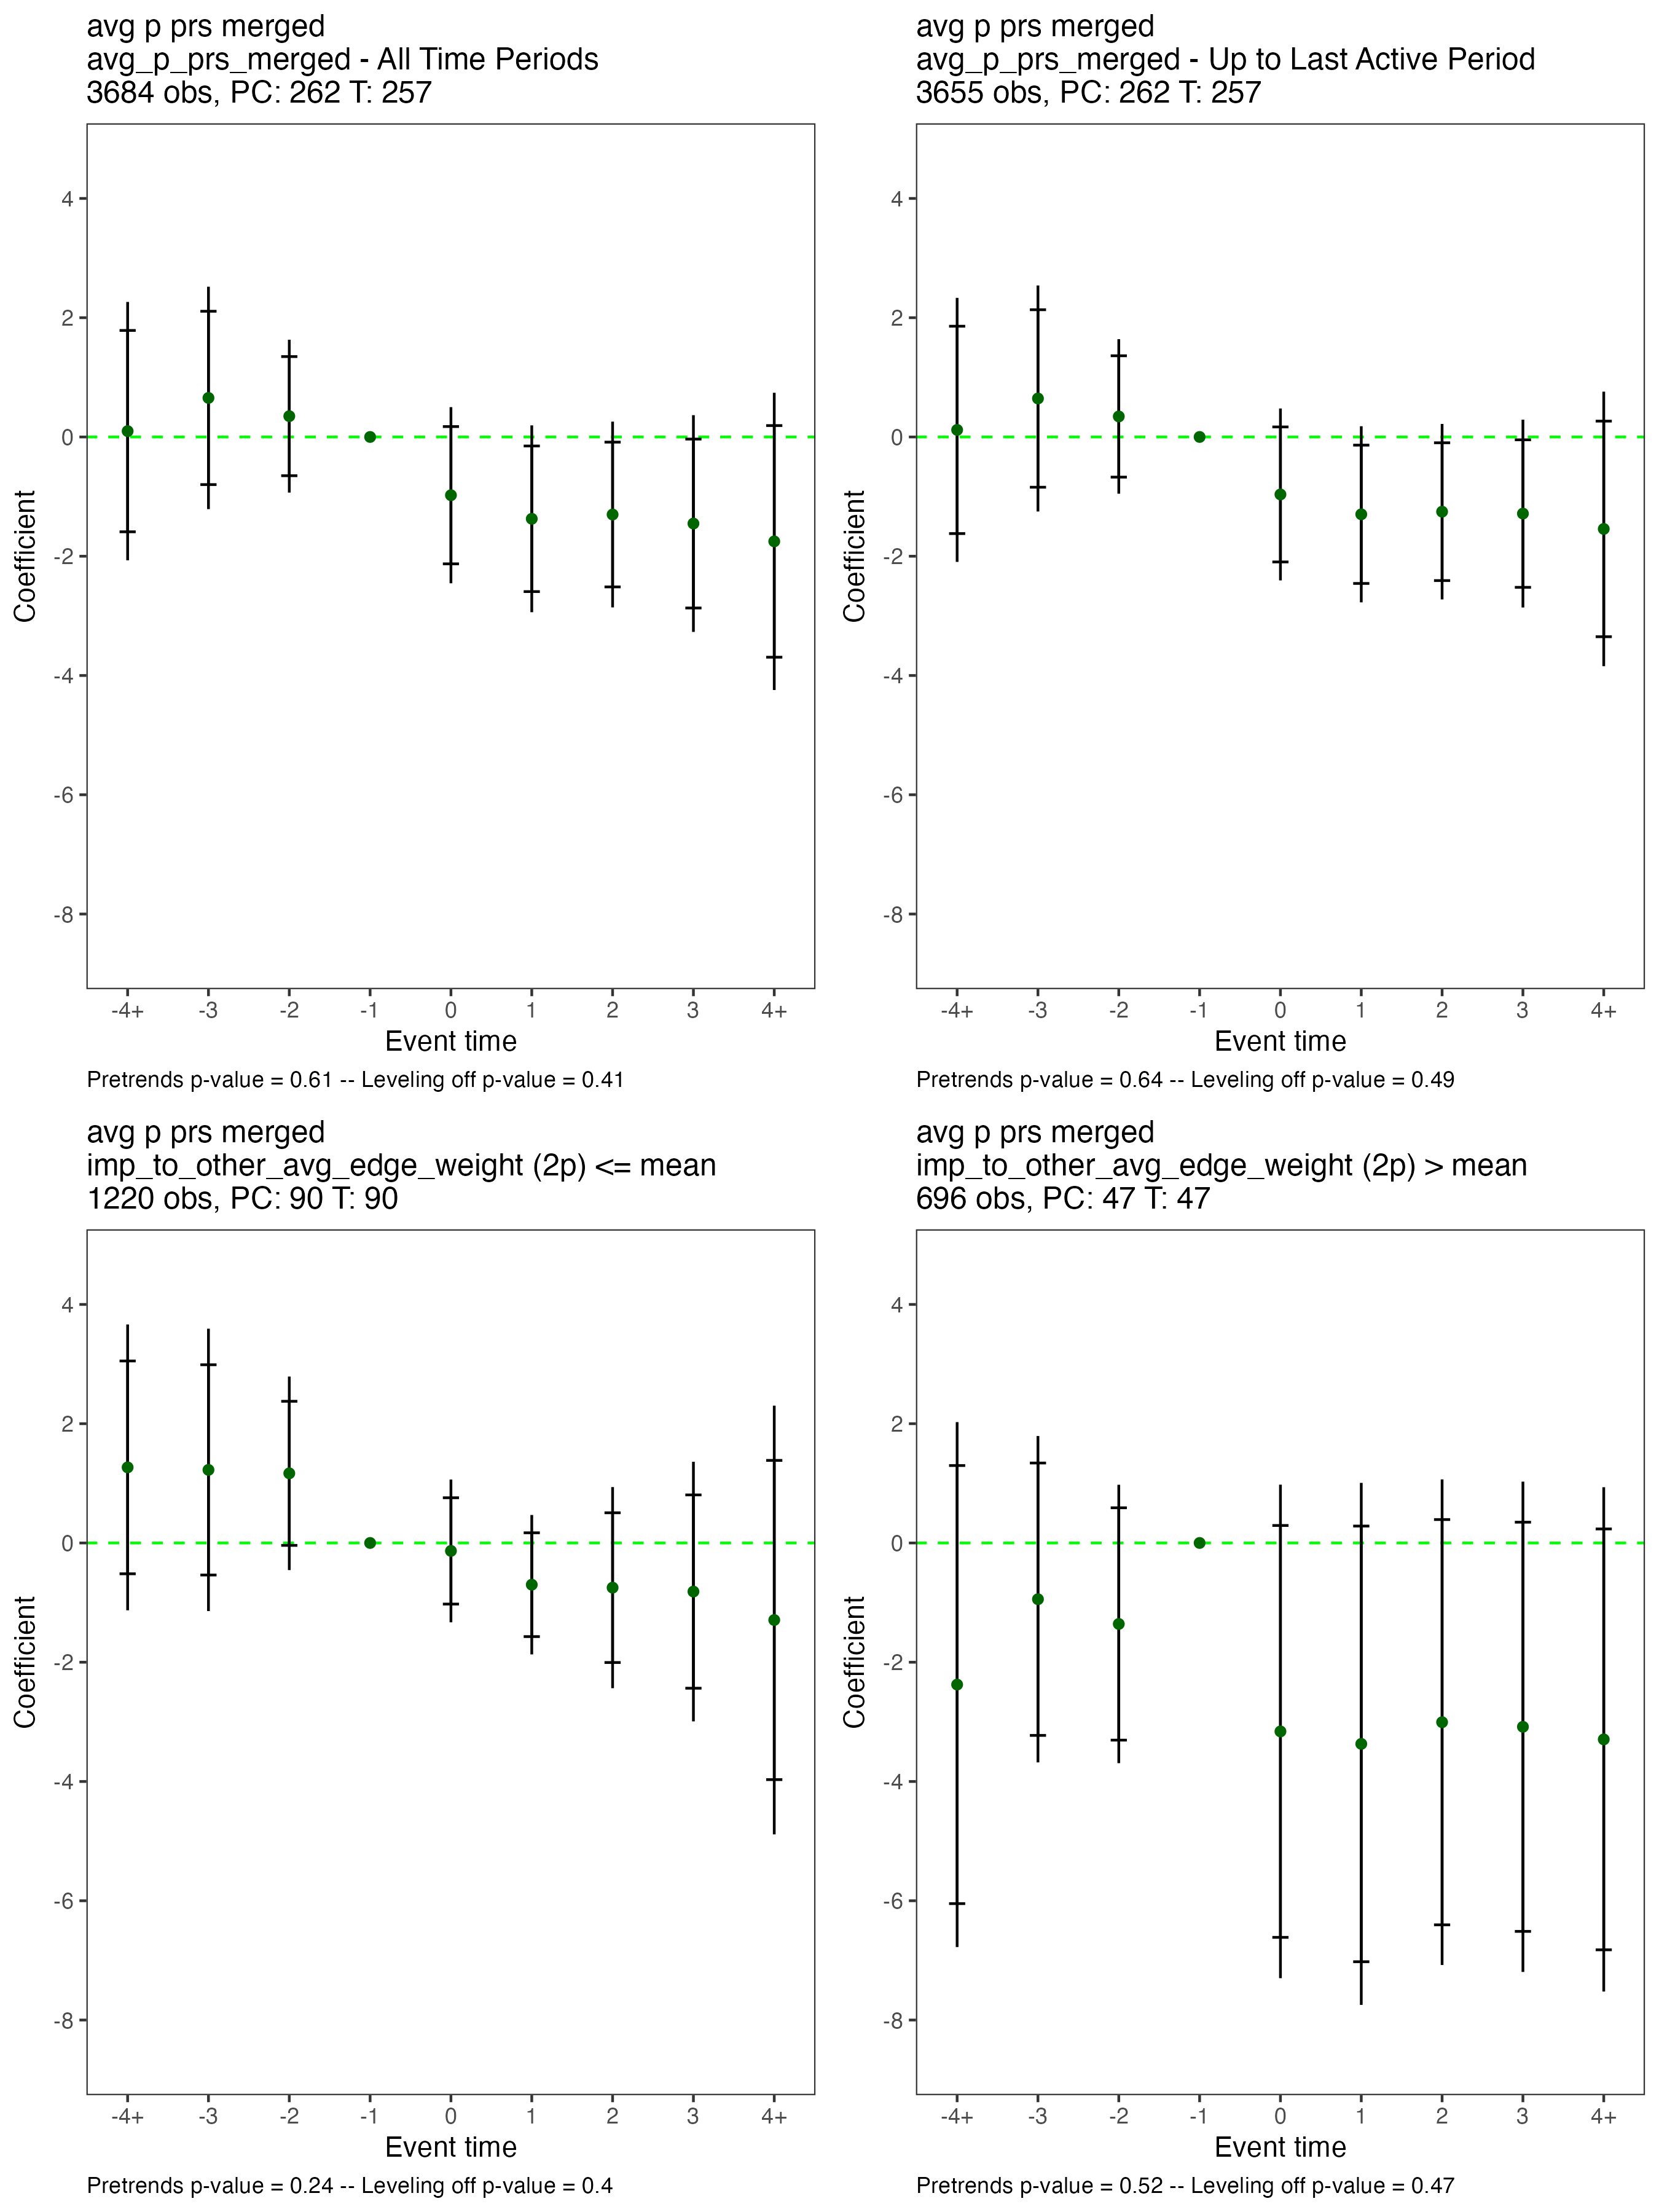 avg p prs merged
avg_p_prs_merged - All Time Periods
3684 obs, PC: 262 T: 257
4
2
0
-2
-4
-6
-8
Coefficient
-4+ -3 -2 -1 0 1 2 3 4+
Event time
Pretrends p-value = 0.61 -- Leveling off p-value = 0.41
avg p prs merged
avg_p_prs_merged - Up to Last Active Period
3655 obs, PC: 262 T: 257
4
2
0
-2
-4
-6
-8
Coefficient
-4+ -3 -2 -1 0 1 2 3 4+
Event time
Pretrends p-value = 0.64 -- Leveling off p-value = 0.49
avg p prs merged
imp_to_other_avg_edge_weight (2p) <= mean
1220 obs, PC: 90 T: 90
4
2
0
-2
-4
-6
-8
Coefficient
-4+ -3 -2 -1 0 1 2 3 4+
Event time
Pretrends p-value = 0.24 -- Leveling off p-value = 0.4
avg p prs merged
imp_to_other_avg_edge_weight (2p) > mean
696 obs, PC: 47 T: 47
4
2
0
-2
-4
-6
-8
Coefficient
-4+ -3 -2 -1 0 1 2 3 4+
Event time
Pretrends p-value = 0.52 -- Leveling off p-value = 0.47